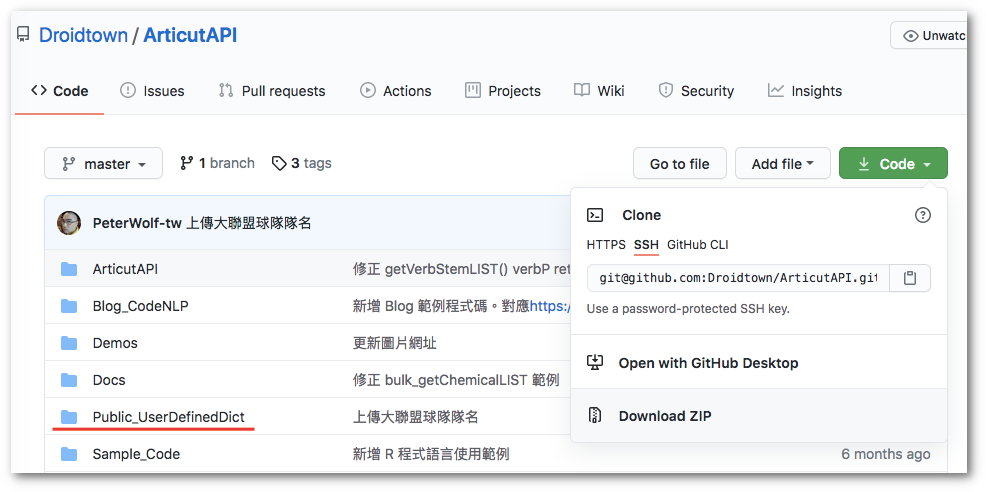 Droidtown / ArticutAPI
Unwatc
Code Issues Pull requests Actions Projects Wiki Security Insights
master 1 branch 3 tags Go to file Add file Code
PeterWolf-tw 上傳大聯盟球隊隊名
Clone
HTTPS SSH GitHub CLI
ArticutAPI 修正 getVerbStemLIST() verbP ret
git@github.com:Droidtown/ArticutAPI.git
Blog_CodeNLP 新增 Blog 範例程式碼。對應https:/
Use a password-protected SSH key.
Demos 更新圖片網址
Open with GitHub Desktop
Docs 修正 bulk_getChemicalLIST 範例
Public_UserDefinedDict 上傳大聯盟球隊隊名
Download ZIP
Sample_Code 新增 R 程式語言使用範例 6 months ago